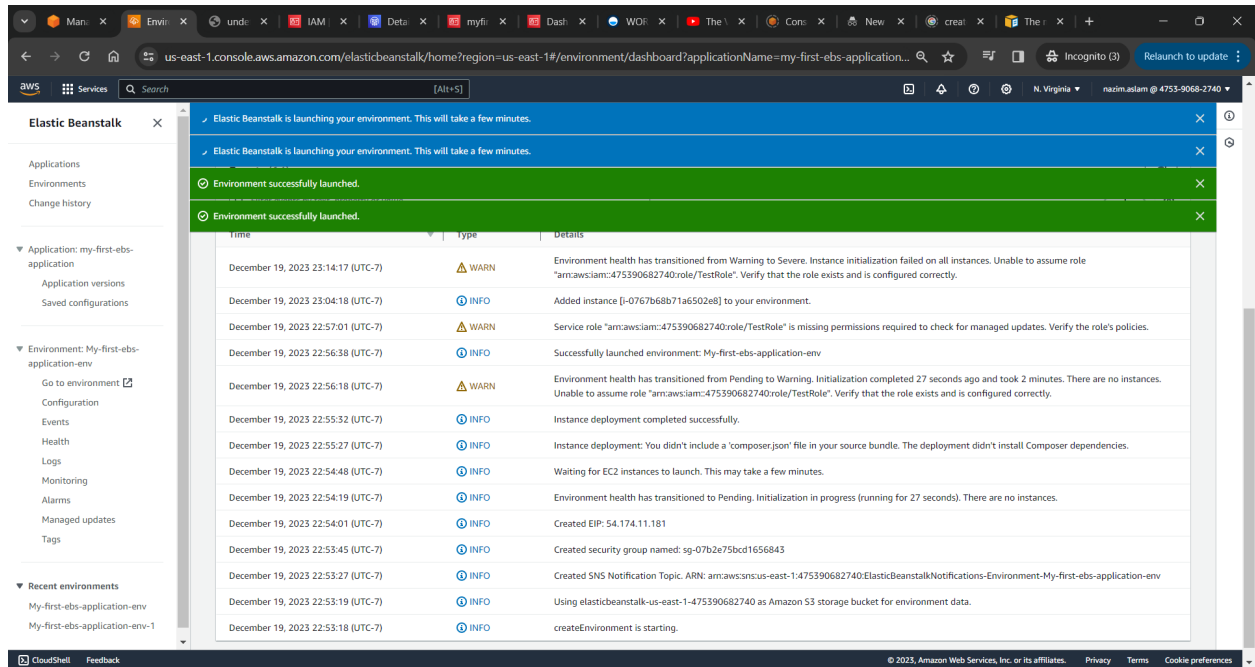 Mana
Envin
unde
IAM
Detai
myfir
Dash
WOR
The \
Cons
New
creat
The r
us-east-1.console.aws.amazon.com/elasticbeanstalk/home?region=us-east-1#/environment/dashboard?applicationName=my-first-ebs-application...
Incognito (3)
Relaunch to update
aws
Services
Search
[Alt+S]
N. Virginia
nazim.aslam @ 4753-9068-2740
Elastic Beanstalk
Applications
Environments
Change history
Application: my-first-ebs-
application
Application versions
Saved configurations
Environment: My-first-ebs-
application-env
Go to environment
Configuration
Events
Health
Logs
Monitoring
Alarms
Managed updates
Tags
Recent environments
My-first-ebs-application-env
My-first-ebs-application-env-1
Elastic Beanstalk is launching your environment. This will take a few minutes.
Elastic Beanstalk is launching your environment. This will take a few minutes.
Environment successfully launched.
Environment successfully launched.
Time Type Details
December 19, 2023 23:14:17 (UTC-7) WARN Environment health has transitioned from Warning to Severe. Instance initialization failed on all instances. Unable to assume role
"arn:aws:iam::475390682740:role/TestRole". Verify that the role exists and is configured correctly.
December 19, 2023 23:04:18 (UTC-7) INFO Added instance [i-0767b68b71a6502e8] to your environment.
December 19, 2023 22:57:01 (UTC-7) WARN Service role "arn:aws:iam::475390682740:role/TestRole" is missing permissions required to check for managed updates. Verify the role's policies.
December 19, 2023 22:56:38 (UTC-7) INFO Successfully launched environment: My-first-ebs-application-env
December 19, 2023 22:56:18 (UTC-7) WARN Environment health has transitioned from Pending to Warning. Initialization completed 27 seconds ago and took 2 minutes. There are no instances.
Unable to assume role "arn:aws:iam::475390682740:role/TestRole". Verify that the role exists and is configured correctly.
December 19, 2023 22:55:32 (UTC-7) INFO Instance deployment completed successfully.
December 19, 2023 22:55:27 (UTC-7) INFO Instance deployment: You didn't include a 'composer.json' file in your source bundle. The deployment didn't install Composer dependencies.
December 19, 2023 22:54:48 (UTC-7) INFO Waiting for EC2 instances to launch. This may take a few minutes.
December 19, 2023 22:54:19 (UTC-7) INFO Environment health has transitioned to Pending. Initialization in progress (running for 27 seconds). There are no instances.
December 19, 2023 22:54:01 (UTC-7) INFO Created EIP: 54.174.11.181
December 19, 2023 22:53:45 (UTC-7) INFO Created security group named: sg-07b2e75bcd1656843
December 19, 2023 22:53:27 (UTC-7) INFO Created SNS Notification Topic. ARN: arn:aws:sns:us-east-1:475390682740:ElasticBeanstalkNotifications-Environment-My-first-ebs-application-env
December 19, 2023 22:53:19 (UTC-7) INFO Using elasticbeanstalk-us-east-1-475390682740 as Amazon S3 storage bucket for environment data.
December 19, 2023 22:53:18 (UTC-7) INFO createEnvironment is starting.
CloudShell Feedback
© 2023, Amazon Web Services, Inc. or its affiliates. Privacy Terms Cookie preferences